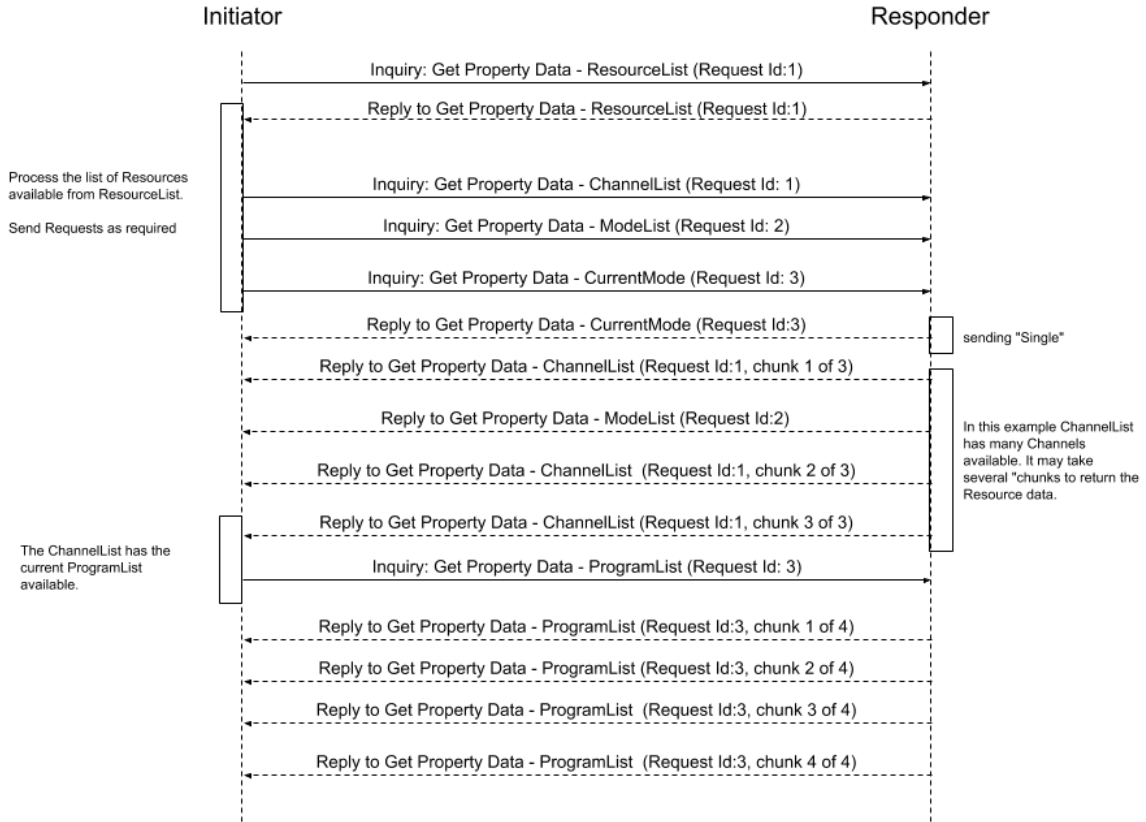 Initiator
Responder
Inquiry: Get Property Data - ResourceList (Request Id:1)
Reply to Get Property Data - ResourceList (Request Id:1)
Process the list of Resources
available from ResourceList.
Send Requests as required
Inquiry: Get Property Data - ChannelList (Request Id: 1)
Inquiry: Get Property Data - ModeList (Request Id: 2)
Inquiry: Get Property Data - CurrentMode (Request Id: 3)
Reply to Get Property Data - CurrentMode (Request Id:3)
sending "Single"
Reply to Get Property Data - ChannelList (Request Id:1, chunk 1 of 3)
Reply to Get Property Data - ModeList (Request Id:2)
In this example ChannelList
has many Channels
available. It may take
several "chunks to return the
Resource data.
Reply to Get Property Data - ChannelList (Request Id:1, chunk 2 of 3)
Reply to Get Property Data - ChannelList (Request Id:1, chunk 3 of 3)
The ChannelList has the
current ProgramList
available.
Inquiry: Get Property Data - ProgramList (Request Id: 3)
Reply to Get Property Data - ProgramList (Request Id:3, chunk 1 of 4)
Reply to Get Property Data - ProgramList (Request Id:3, chunk 2 of 4)
Reply to Get Property Data - ProgramList (Request Id:3, chunk 3 of 4)
Reply to Get Property Data - ProgramList (Request Id:3, chunk 4 of 4)